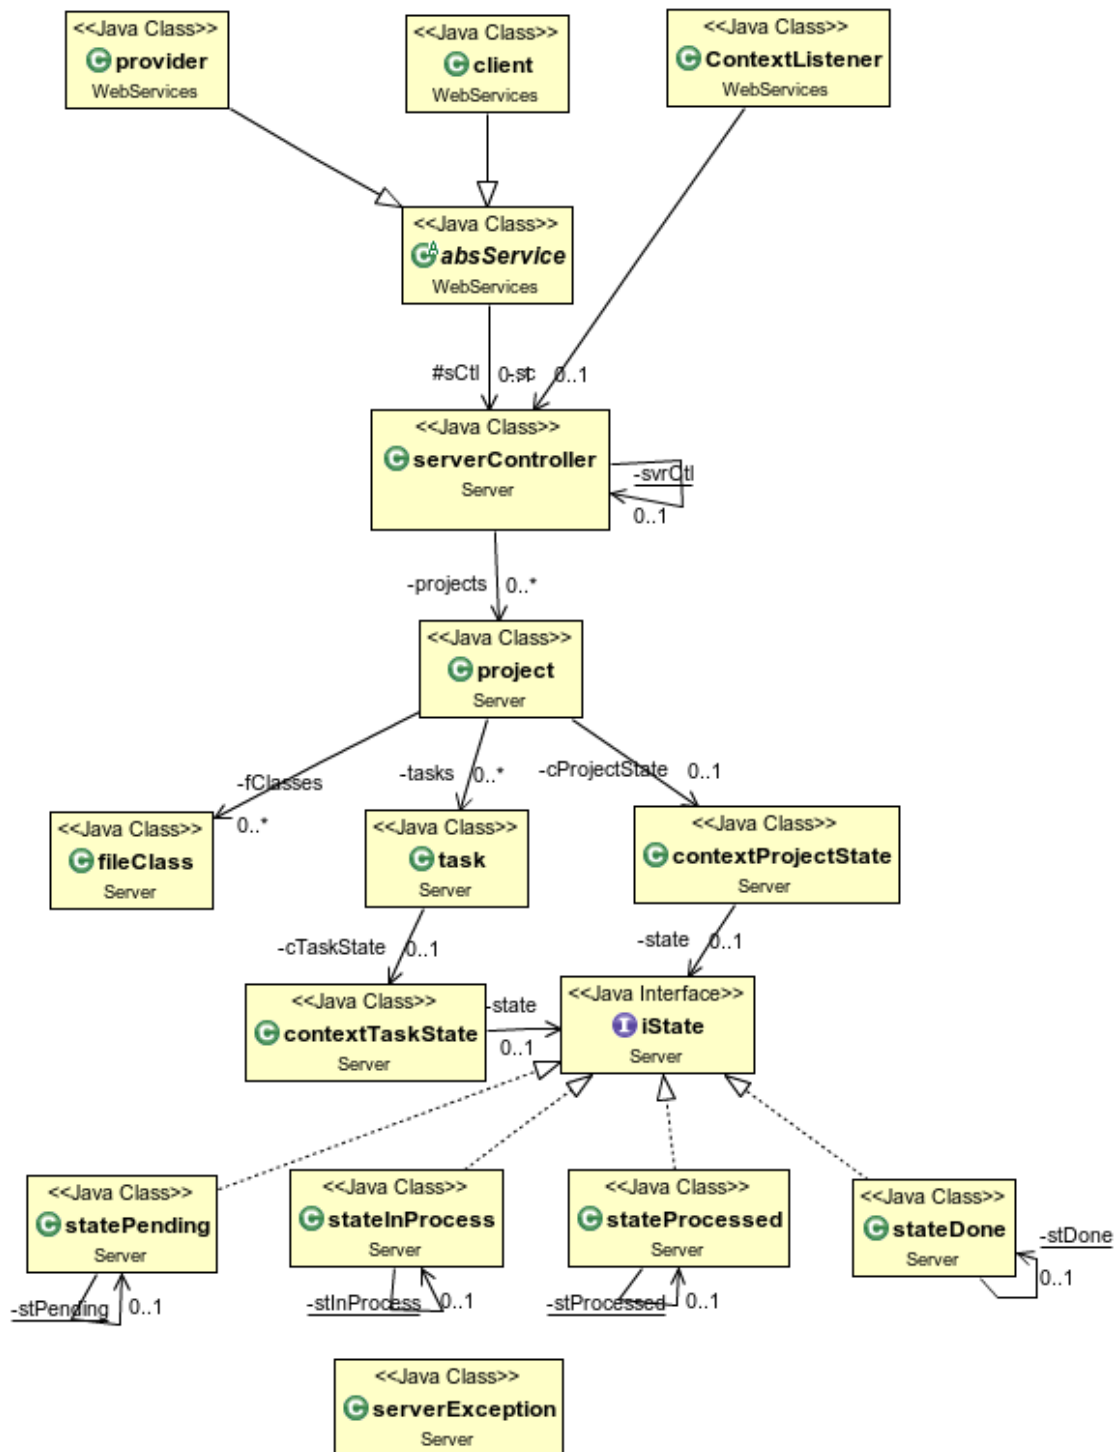 <<Java Class>>
provider
WebServices
<<Java Class>>
client
WebServices
<<Java Class>>
ContextListener
WebServices
<<Java Class>>
absService
WebServices
#sCtl
0..1
-sc
0..1
<<Java Class>>
serverController
Server
-svrCtl
0..1
-projects
0..*
<<Java Class>>
project
Server
-fClasses
0..*
-tasks
0..*
-cProjectState
0..1
<<Java Class>>
fileClass
Server
<<Java Class>>
task
Server
<<Java Class>>
contextProjectState
Server
-cTaskState
0..1
-state
0..1
<<Java Class>>
contextTaskState
Server
-state
0..1
<<Java Interface>>
iState
Server
<<Java Class>>
statePending
Server
-stPending
0..1
<<Java Class>>
stateInProcess
Server
-stInProcess
0..1
<<Java Class>>
stateProcessed
Server
-stProcessed
0..1
<<Java Class>>
stateDone
Server
-stDone
0..1
<<Java Class>>
serverException
Server